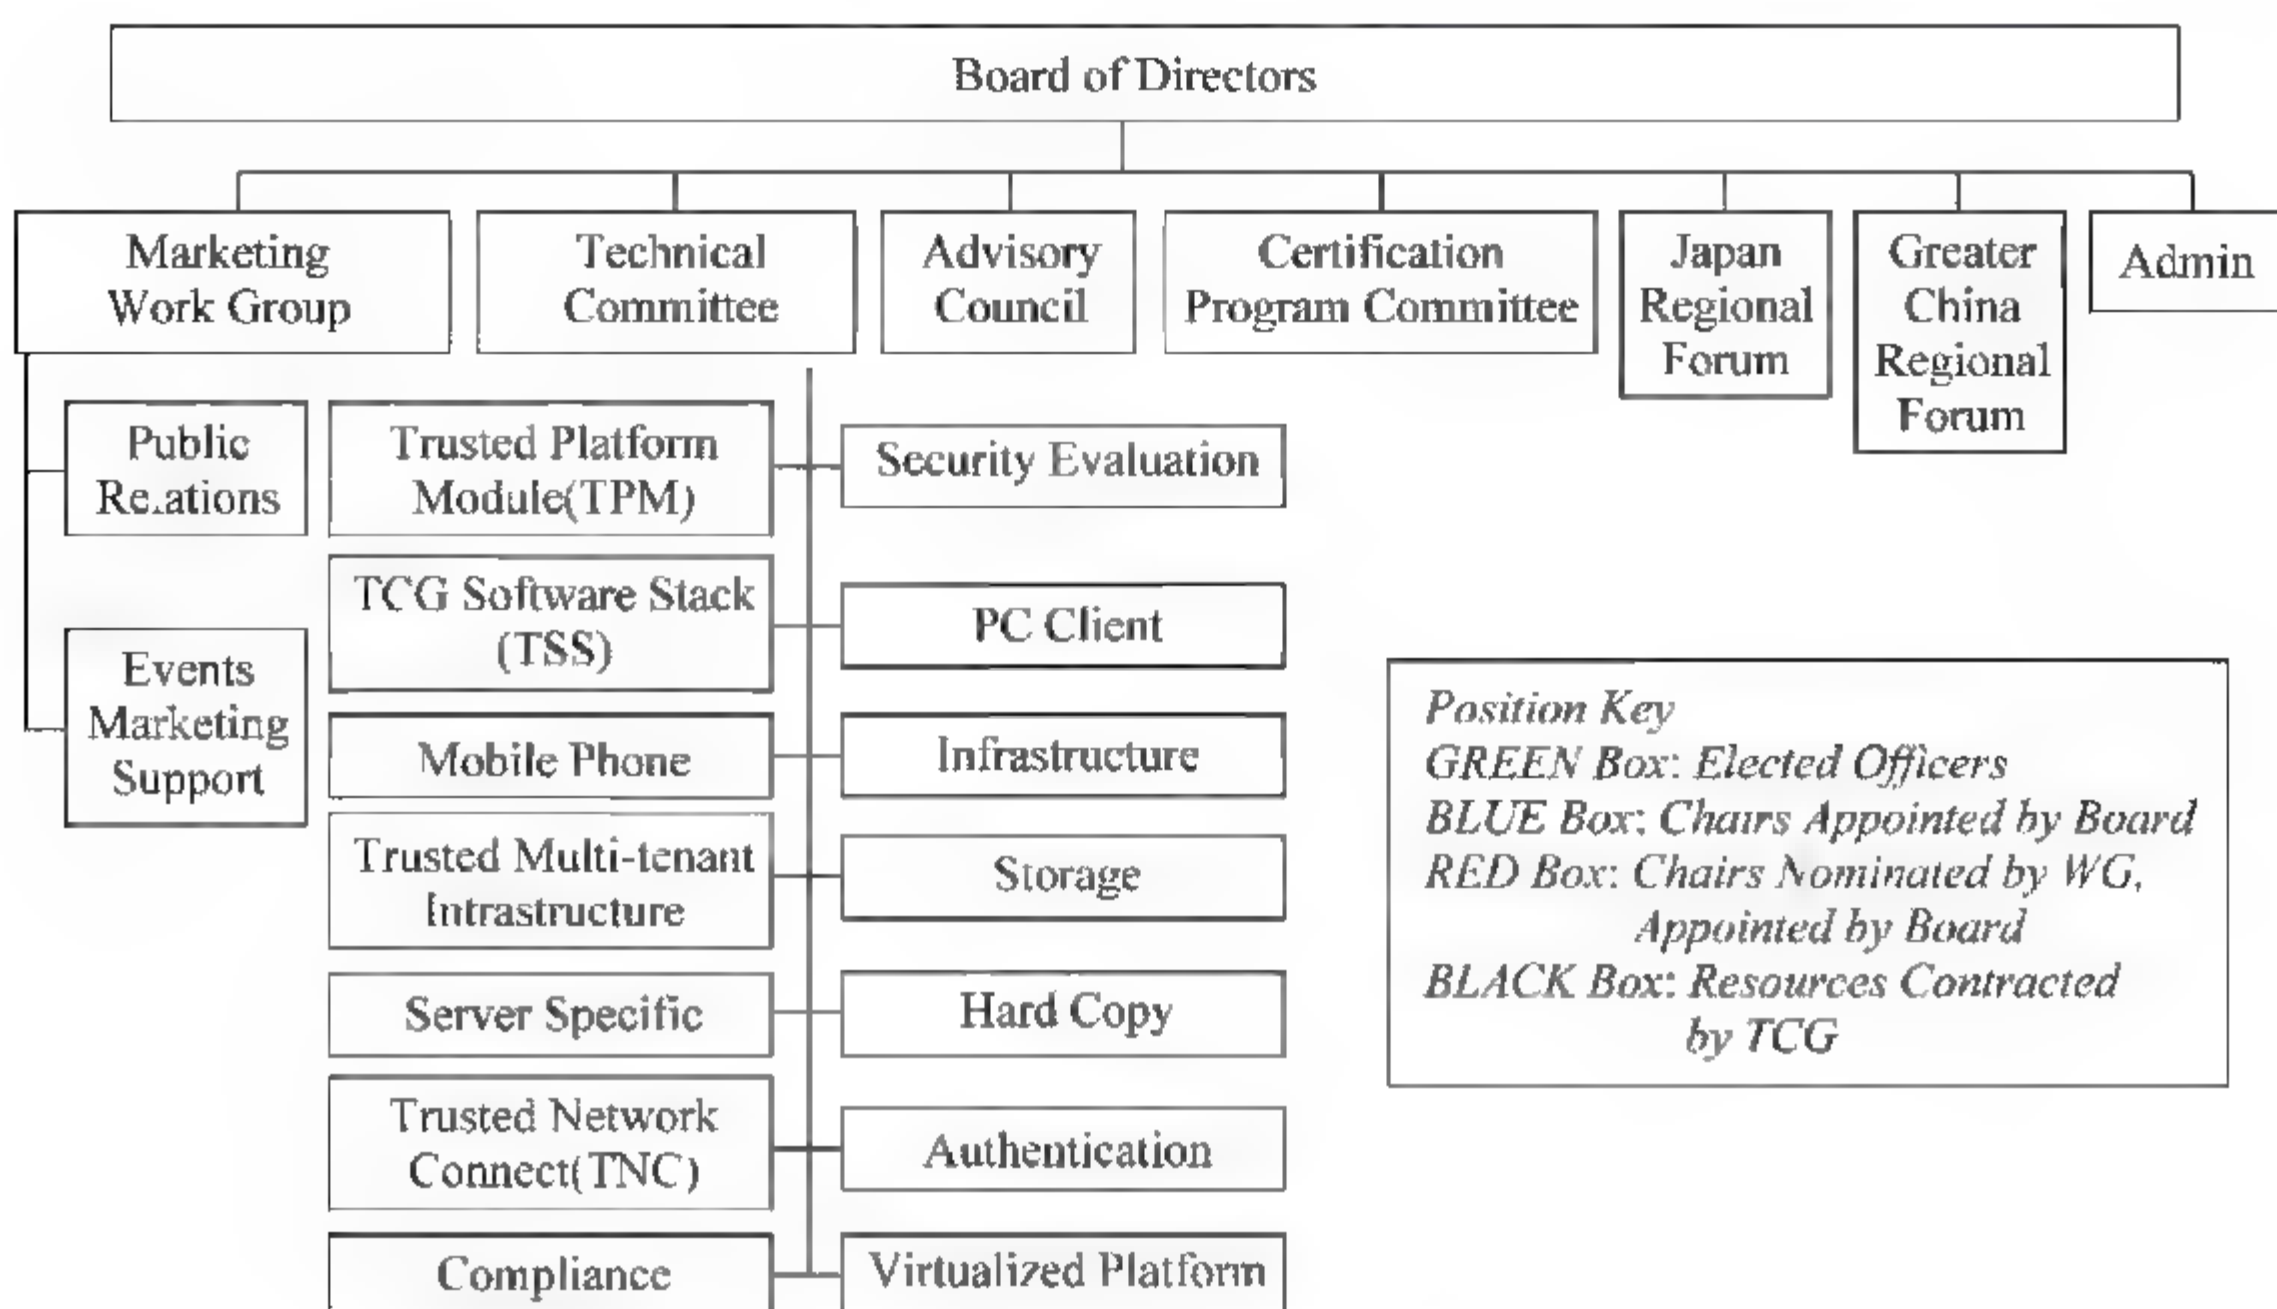 Board of Directors
Marketing
Work Group
Technical
Committee
Advisory
Council
Certification
Program Committee
Japan
Regional
Forum
Greater
China
Regional
Forum
Admin
Public
Re.ations
Trusted Platform
Module(TPM)
Security Evaluation
TCG Software Stack
(TSS)
PC Client
Events
Marketing
Support
Mobile Phone
Infrastructure
Trusted Multi-tenant
Intrastructure
Storage
Server Specific
Hard Copy
Trusted Network
Connect(TNC)
Authentication
Compliance
Virtualized Platform
Position Key
GREEN Box: Elected Officers
BLUE Box: Chairs Appointed by Board
RED Box: Chairs Nominated by WG,
Appointed by Board
BLACK Box: Resources Contracted
by TCG